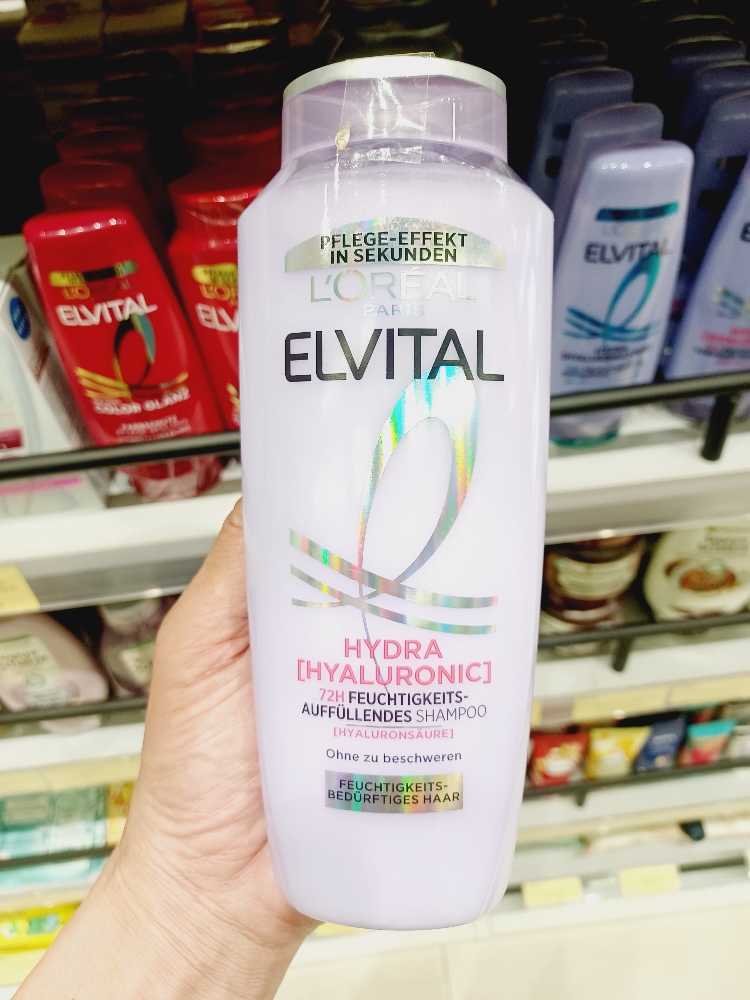 PFLEGE-EFFEKT
IN SEKUNDEN
L'ORÉAL
PARIS
ELVITAL
HYDRA
[HYALURONIC]
72H FEUCHTIGKEITS-
AUFFÜLLENDES SHAMPOO
[HYALURONSÄURE]
Ohne zu beschweren
FEUCHTIGKEITS-
BEDÜRFTIGES HAAR
ELVITAL
COLOR GLANZ
ELVITAL